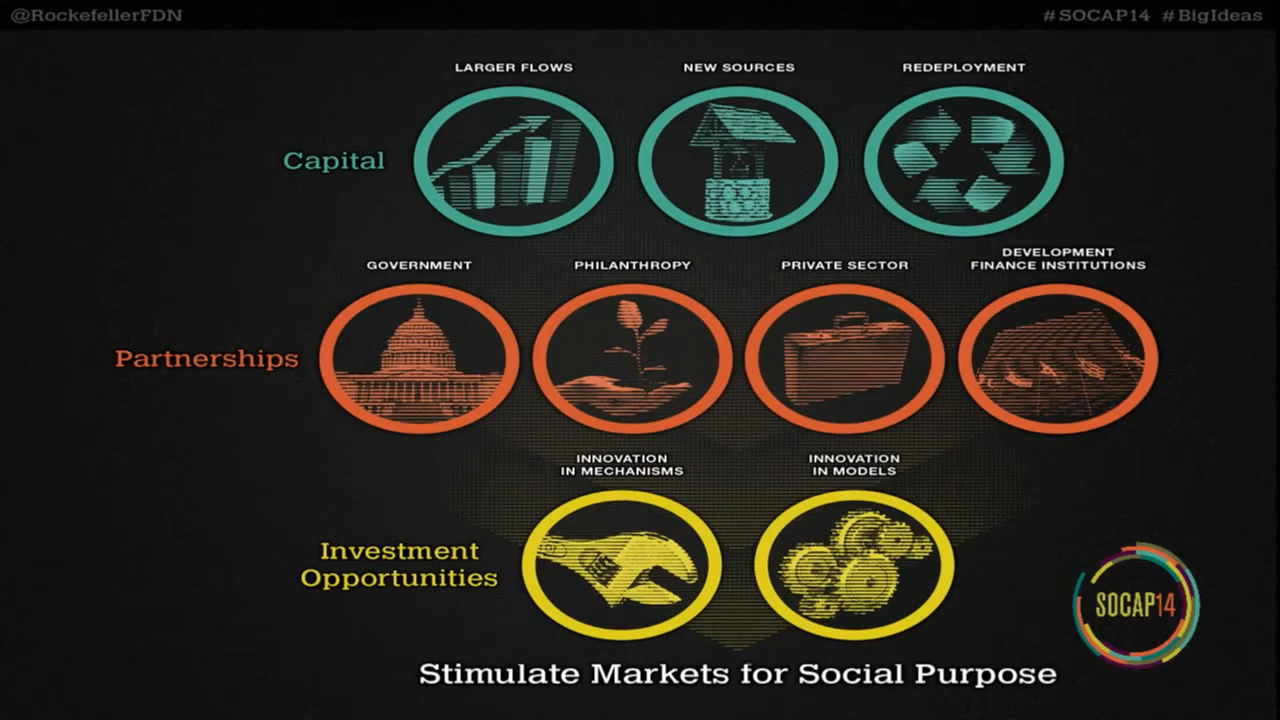 @RockefellerFDN
#SOCAP14 #BigIdeas
LARGER FLOWS
NEW SOURCES
REDEPLOYMENT
Capital
GOVERNMENT
PHILANTHROPY
PRIVATE SECTOR
DEVELOPMENT
FINANCE INSTITUTIONS
Partnerships
INNOVATION
IN MECHANISMS
INNOVATION
IN MODELS
Investment
Opportunities
SOCAP14
Stimulate Markets for Social Purpose